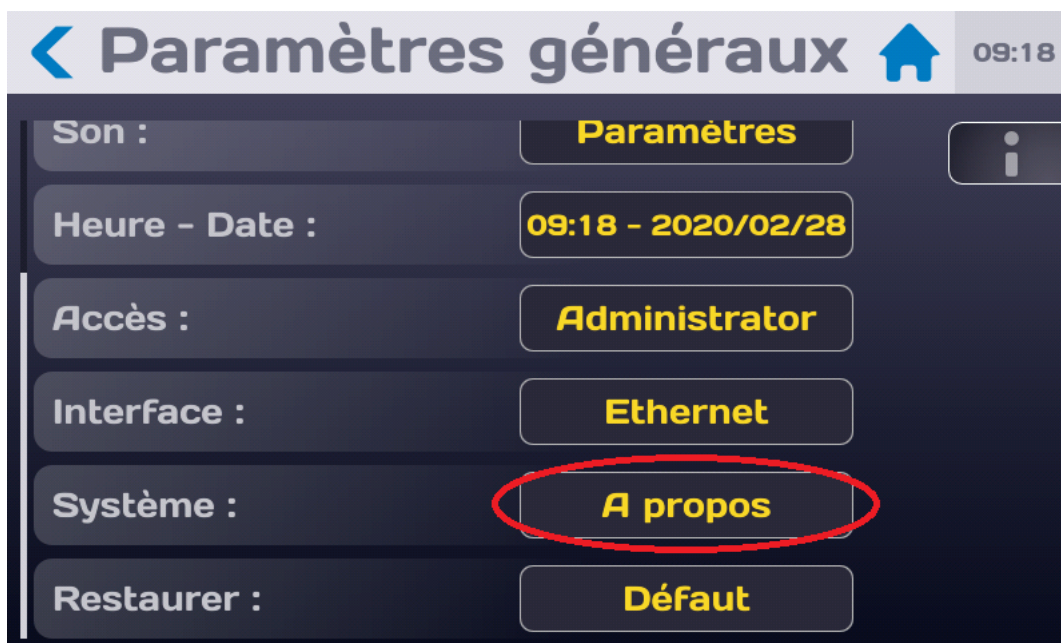 Paramètres généraux 09:18
Son : Paramètres
Heure - Date : 09:18 - 2020/02/28
Accès : Administrator
Interface : Ethernet
Système : A propos
Restaurer : Défaut